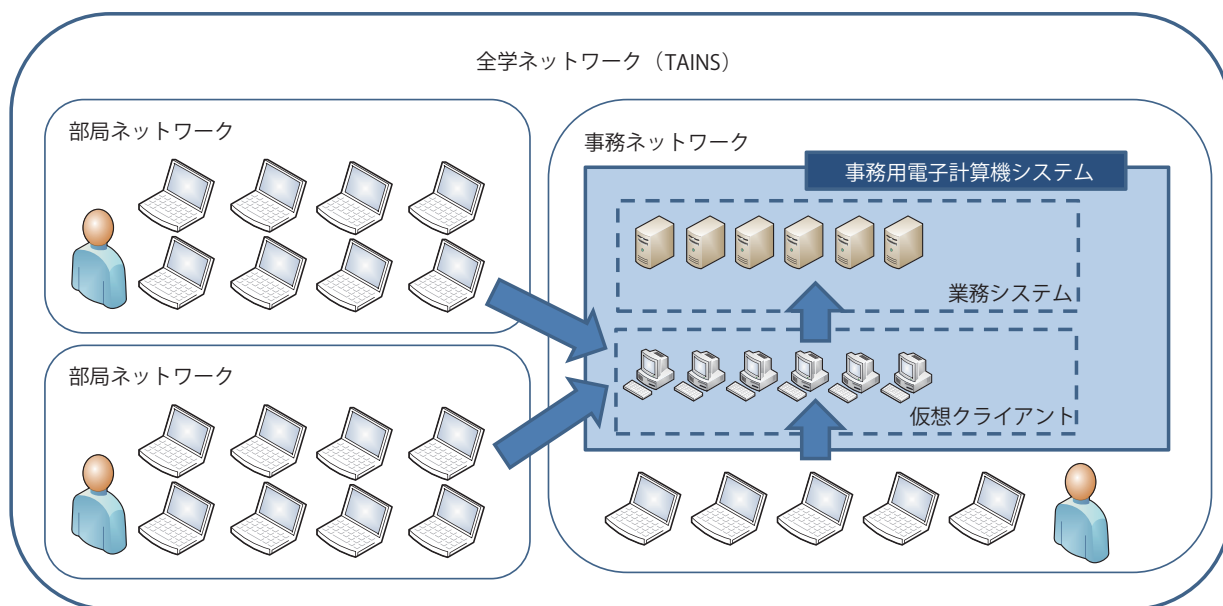 全学ネットワーク（TAINS）
部局ネットワーク
部局ネットワーク
事務ネットワーク
事務用電子計算機システム
業務システム
仮想クライアント